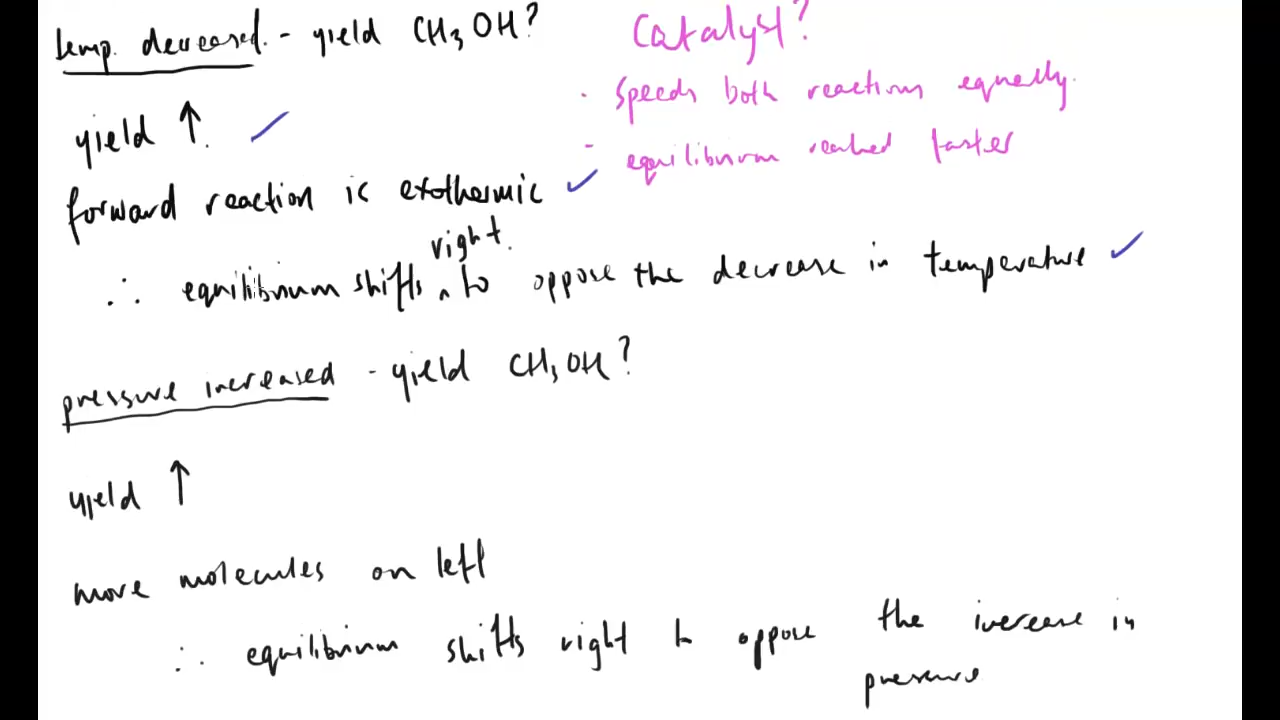 temp. decreased - yield CH₃OH?
yield ↑
forward reaction is exothermic
∴ equilibrium shifts right to oppose the decrease in temperature
Catalyst?
· speeds both reactions equally.
- equilibrium reached faster
pressure increased - yield CH₃OH?
yield ↑
more molecules on left
∴ equilibrium shifts right to oppose the increase in
pressure